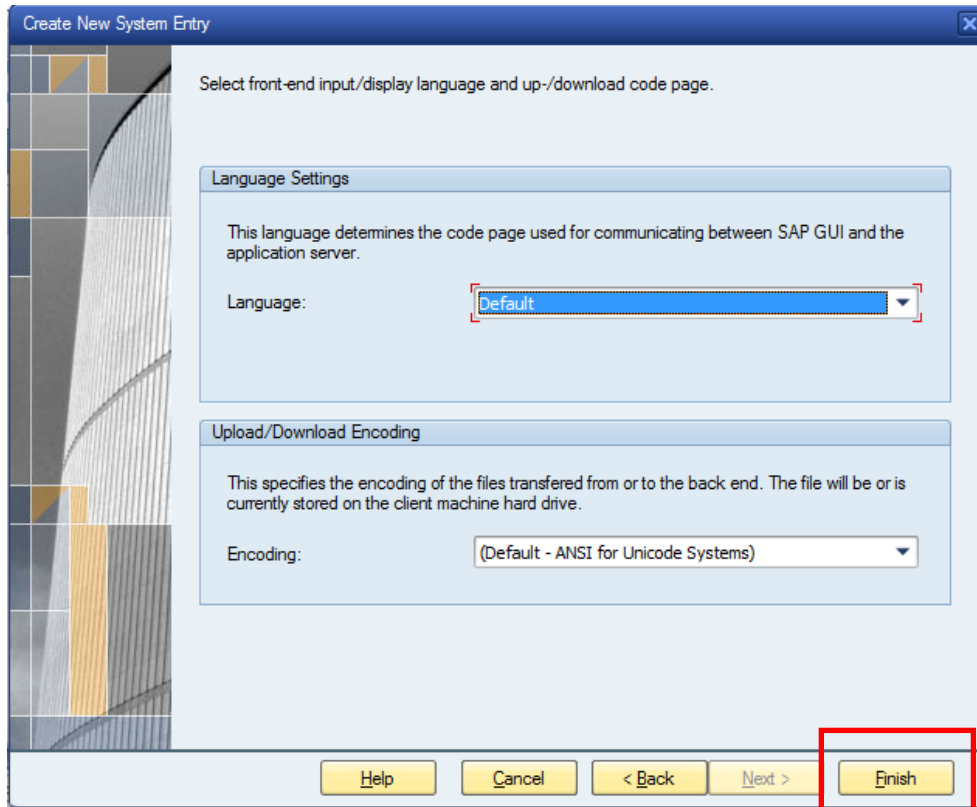 Create New System Entry
Select front-end input/display language and up-/download code page.
Language Settings
This language determines the code page used for communicating between SAP GUI and the
application server.
Language:
Default
Upload/Download Encoding
This specifies the encoding of the files transfered from or to the back end. The file will be or is
currently stored on the client machine hard drive.
Encoding:
(Default - ANSI for Unicode Systems)
Help
Cancel
< Back
Next >
Finish